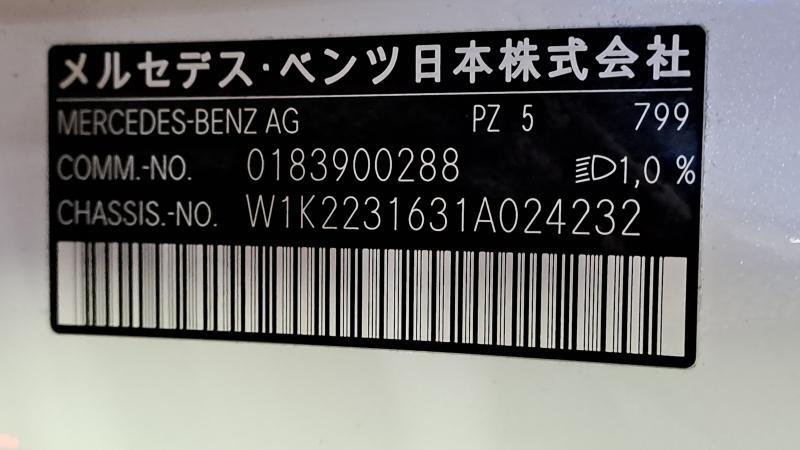 メルセデス・ベンツ日本株式会社
MERCEDES-BENZ AG PZ 5 799
COMM.-NO. 0183900288 1,0 %
CHASSIS.-NO. W1K2231631A024232